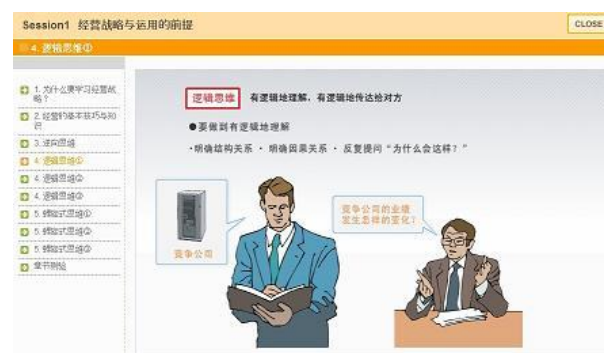 Session1 经营战略与运用的前提
CLOSE
4. 逻辑思维①
1. 为什么要学习经营战
略?
2. 经营的基本技巧与知
识
3. 逆向思维
4. 逻辑思维①
4. 逻辑思维②
4. 逻辑思维③
5. 螺旋式思维①
5. 螺旋式思维②
5. 螺旋式思维③
章节测验
逻辑思维 有逻辑地理解，有逻辑地传达给对方
●要做到有逻辑地理解
·明确结构关系 · 明确因果关系 · 反复提问“为什么会这样？”
竞争公司
竞争公司的业绩
发生怎样的变化？